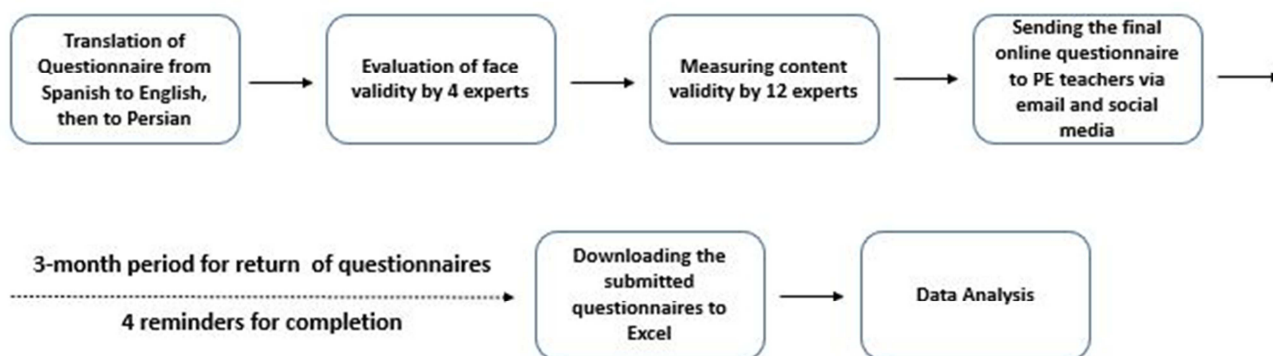 Translation of
Questionnaire from
Spanish to English,
then to Persian
Evaluation of face
validity by 4 experts
Measuring content
validity by 12 experts
Sending the final
online questionnaire
to PE teachers via
email and social
media
3-month period for return of questionnaires
4 reminders for completion
Downloading the
submitted
questionnaires to
Excel
Data Analysis